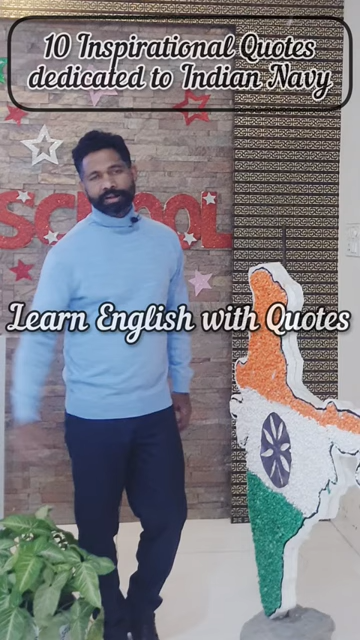 10 Inspirational Quotes
dedicated to Indian Navy
SCHOOL
Learn English with Quotes